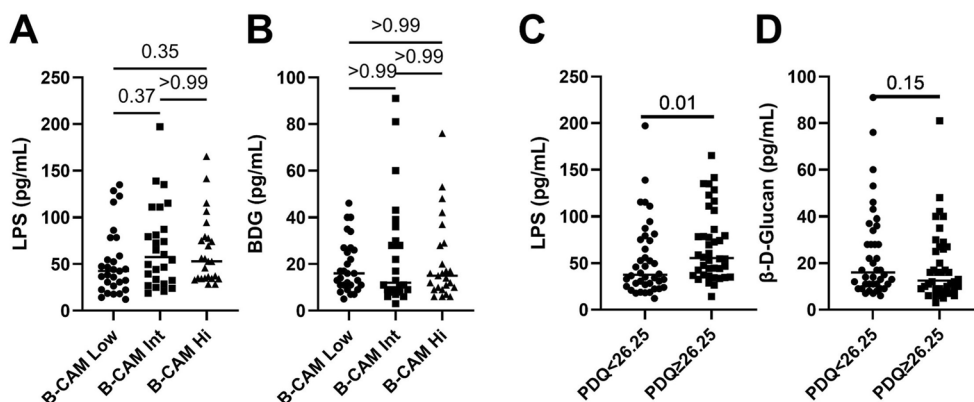 A
0.35
>0.99
0.37
250
200
150
100
50
0
LPS (pg/mL)
B-CAM Low
B-CAM Int
B-CAM Hi
B
>0.99
>0.99
>0.99
100
80
60
40
20
0
BDG (pg/mL)
B-CAM Low
B-CAM Int
B-CAM Hi
C
0.01
250
200
150
100
50
0
LPS (pg/mL)
PDQ<26.25
PDQ≥26.25
D
0.15
100
80
60
40
20
0
β-D-Glucan (pg/mL)
PDQ<26.25
PDQ≥26.25